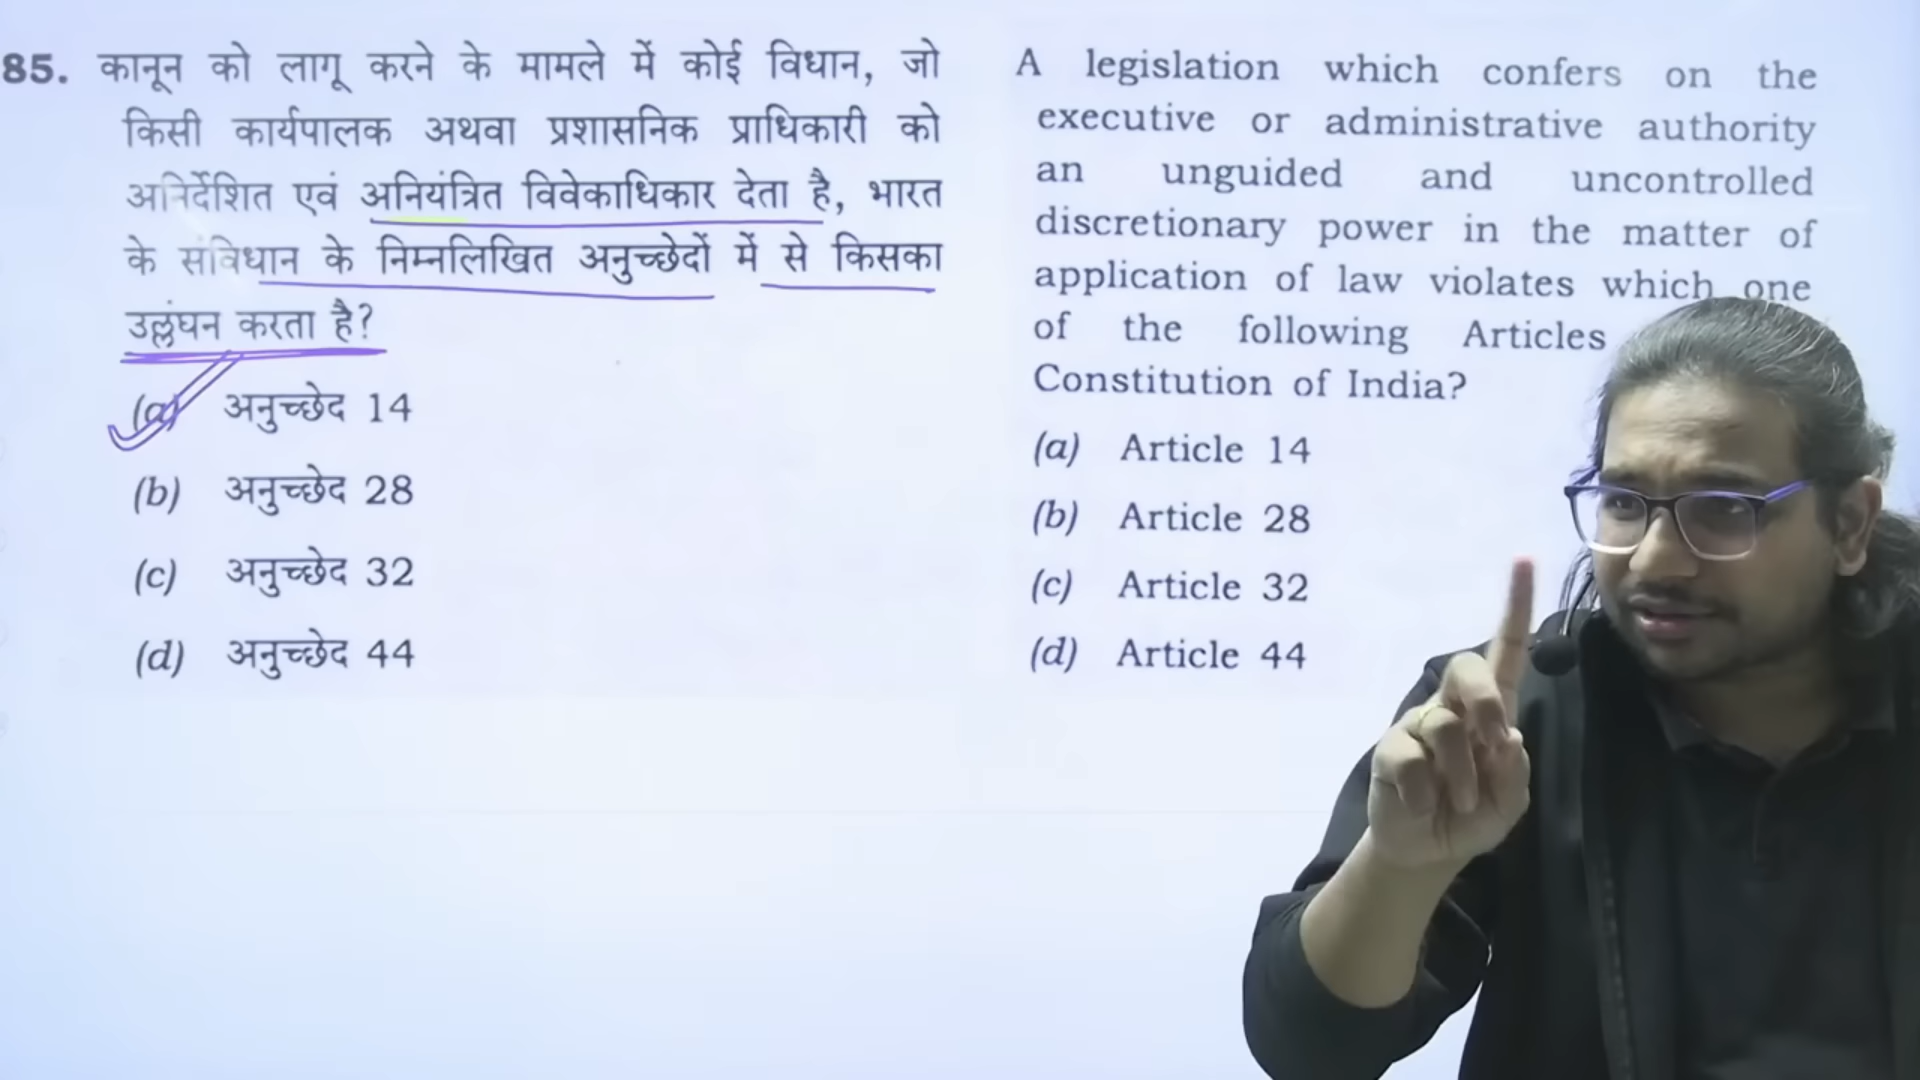 85. कानून को लागू करने के मामले में कोई विधान, जो
किसी कार्यपालक अथवा प्रशासनिक प्राधिकारी को
अनिर्देशित एवं अनियंत्रित विवेकाधिकार देता है, भारत
के संविधान के निम्नलिखित अनुच्छेदों में से किसका
उल्लंघन करता है?
(a) अनुच्छेद 14
(b) अनुच्छेद 28
(c) अनुच्छेद 32
(d) अनुच्छेद 44
A legislation which confers on the
executive or administrative authority
an unguided and uncontrolled
discretionary power in the matter of
application of law violates which one
of the following Articles
Constitution of India?
(a) Article 14
(b) Article 28
(c) Article 32
(d) Article 44